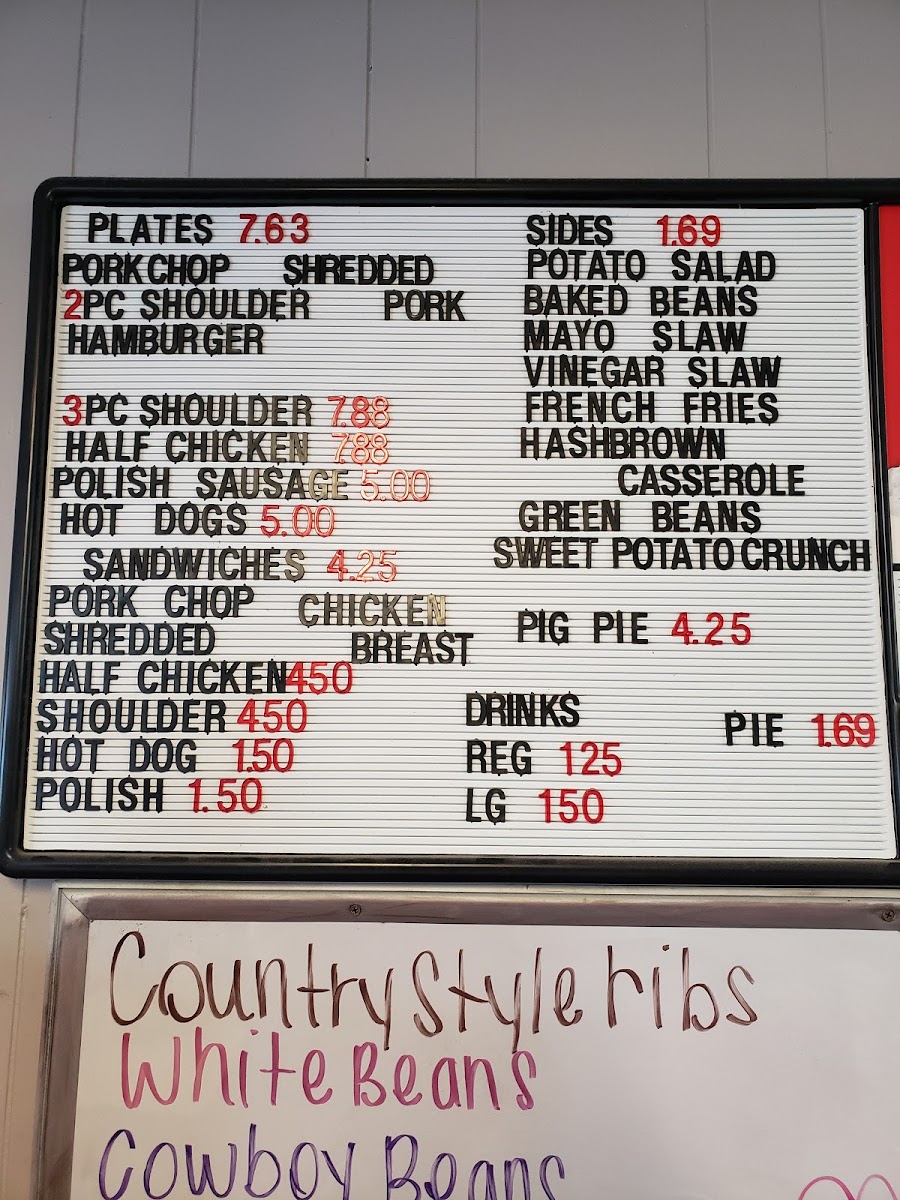 PLATES 7.63
PORK CHOP SHREDDED
2PC SHOULDER PORK
HAMBURGER
3PC SHOULDER 7.88
HALF CHICKEN 788
POLISH SAUSAGE 5.00
HOT DOGS 5.00
SANDWICHES 4.25
PORK CHOP CHICKEN
SHREDDED BREAST
HALF CHICKEN 450
SHOULDER 450
HOT DOG 1.50
POLISH 1.50
SIDES 1.69
POTATO SALAD
BAKED BEANS
MAYO SLAW
VINEGAR SLAW
FRENCH FRIES
HASHBROWN
CASSEROLE
GREEN BEANS
SWEET POTATO CRUNCH
PIG PIE 4.25
DRINKS
PIE 1.69
REG 125
LG 150
Country Style ribs
White Beans
Cowboy Beans